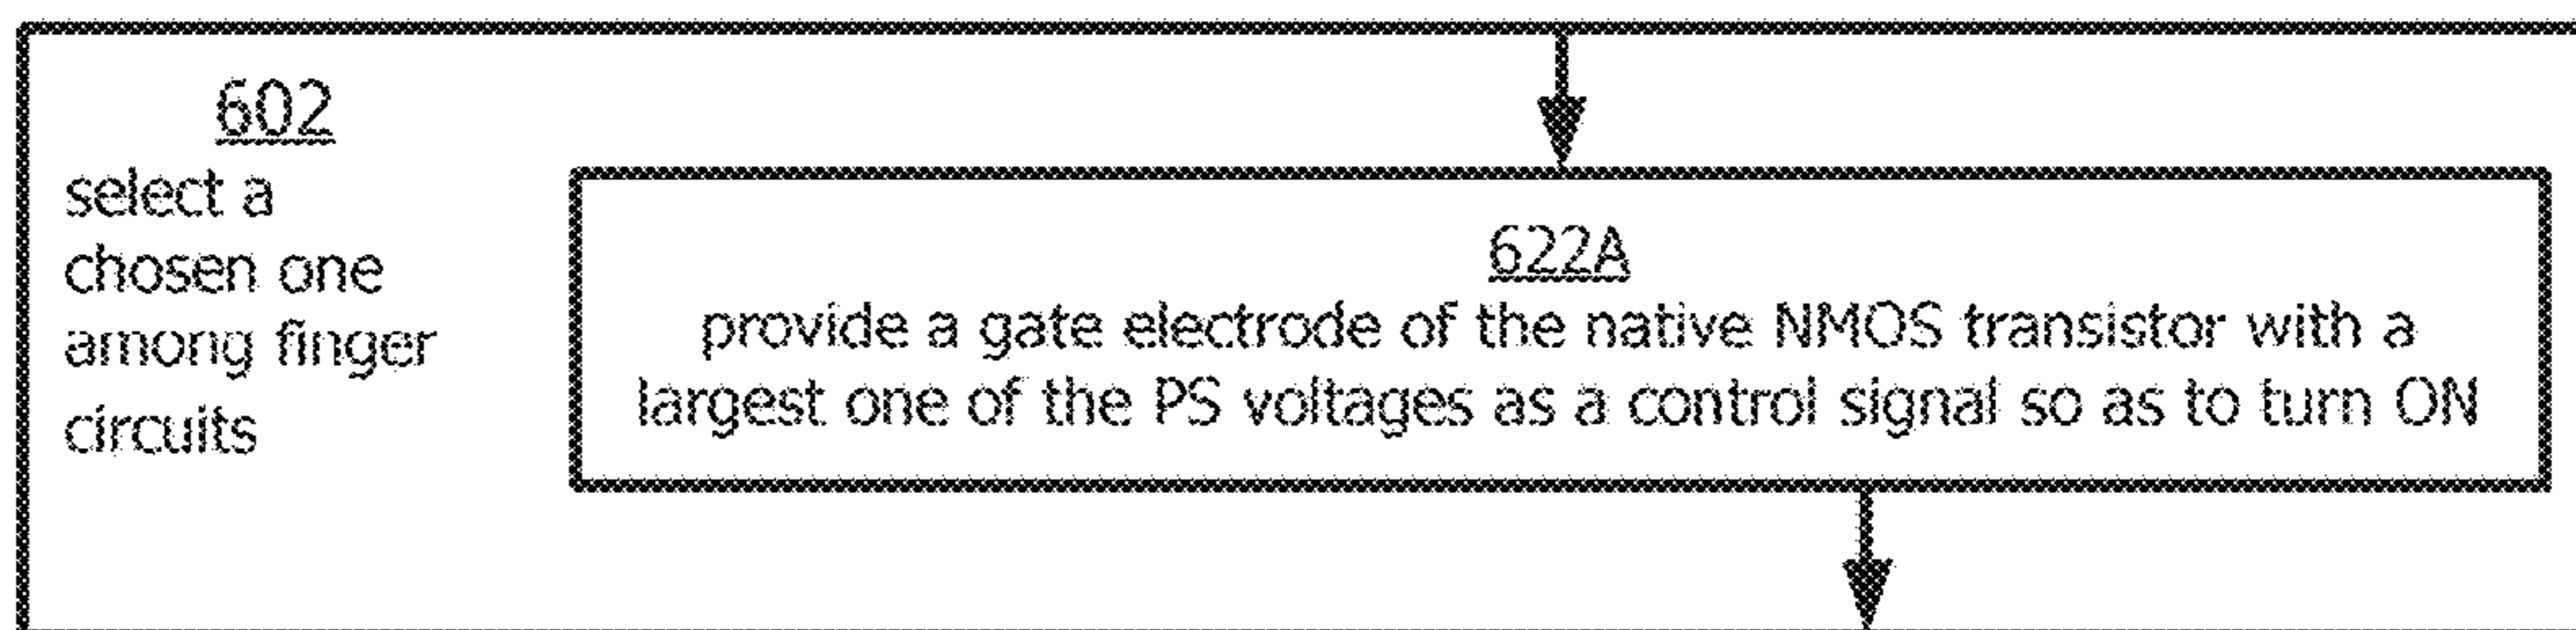 602
select a
chosen one
among finger
circuits
622A
provide a gate electrode of the native NMOS transistor with a
largest one of the PS voltages as a control signal so as to turn ON